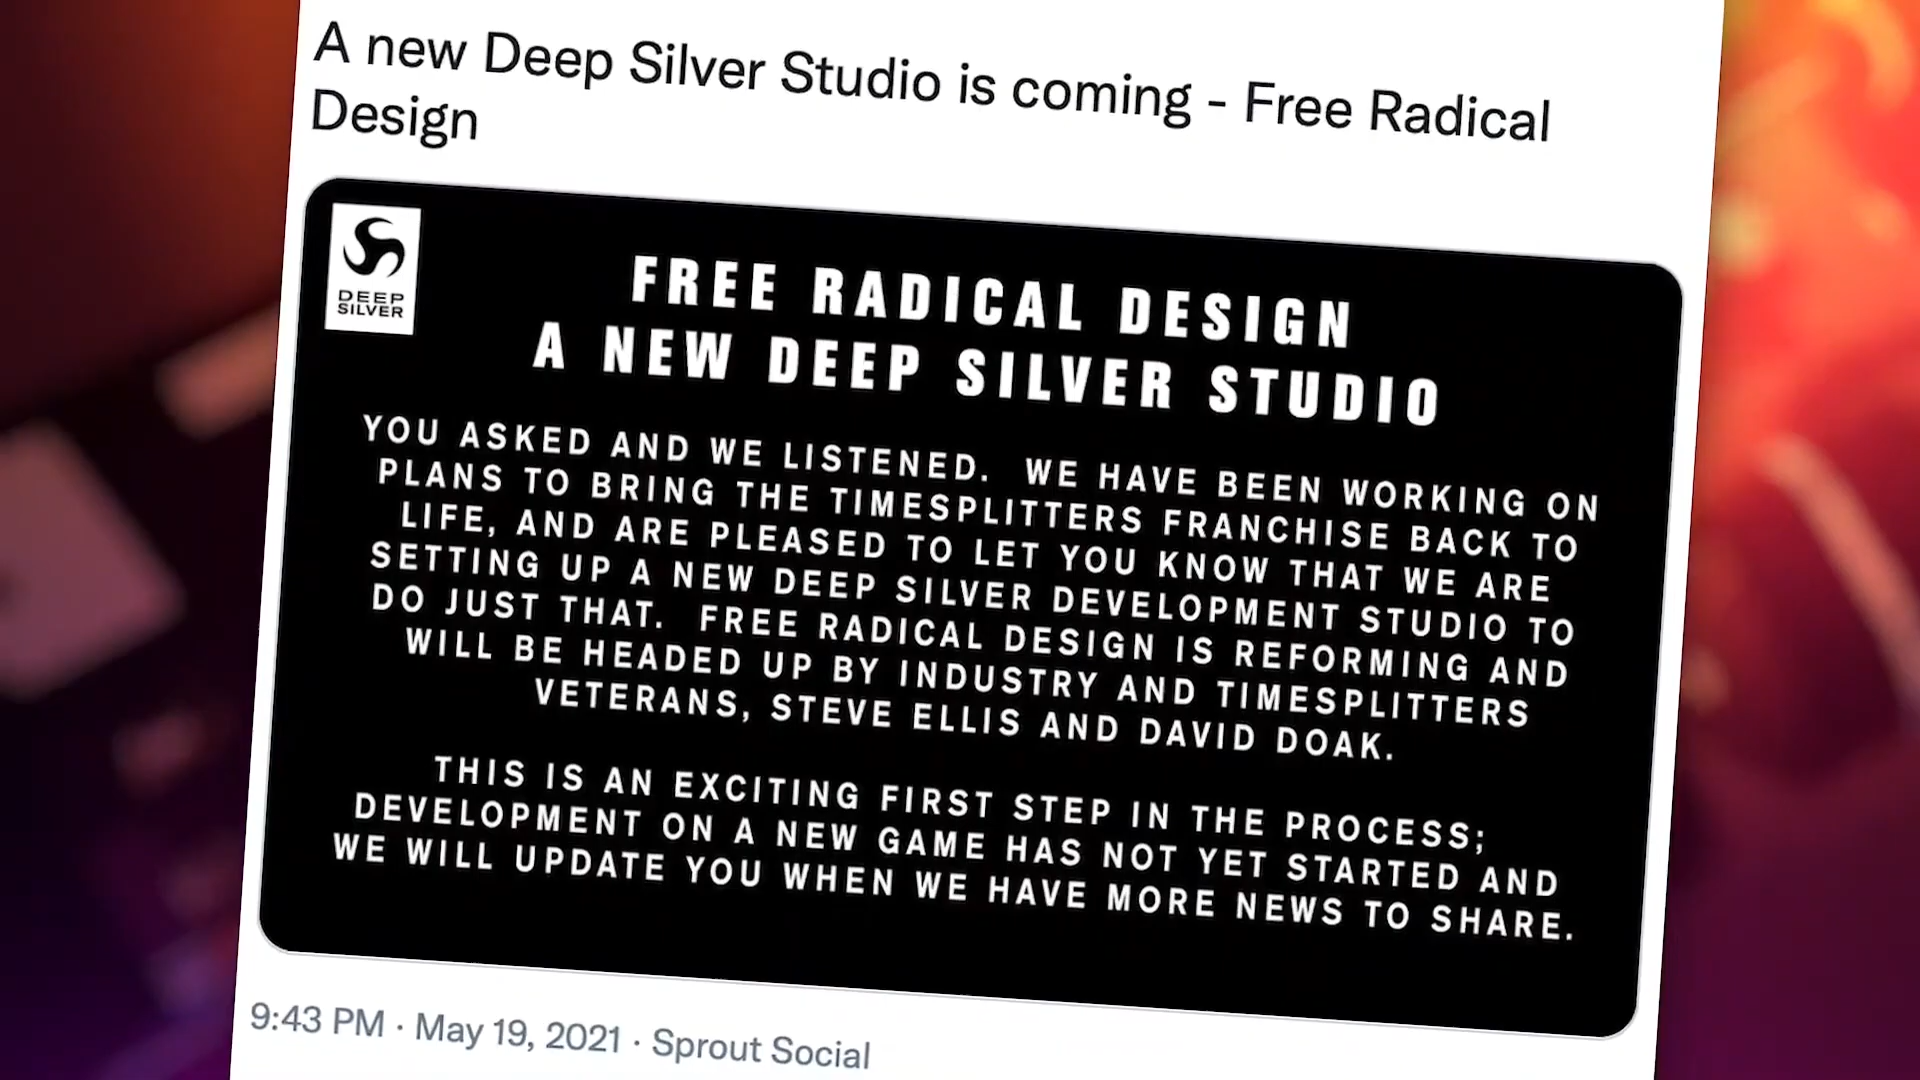 A new Deep Silver Studio is coming - Free Radical
Design
DEEP
SILVER
FREE RADICAL DESIGN
A NEW DEEP SILVER STUDIO
YOU ASKED AND WE LISTENED. WE HAVE BEEN WORKING ON
PLANS TO BRING THE TIMESPLITTERS FRANCHISE BACK TO
LIFE, AND ARE PLEASED TO LET YOU KNOW THAT WE ARE
SETTING UP A NEW DEEP SILVER DEVELOPMENT STUDIO TO
DO JUST THAT. FREE RADICAL DESIGN IS REFORMING AND
WILL BE HEADED UP BY INDUSTRY AND TIMESPLITTERS
VETERANS, STEVE ELLIS AND DAVID DOAK.
THIS IS AN EXCITING FIRST STEP IN THE PROCESS;
DEVELOPMENT ON A NEW GAME HAS NOT YET STARTED AND
WE WILL UPDATE YOU WHEN WE HAVE MORE NEWS TO SHARE.
9:43 PM · May 19, 2021 · Sprout Social